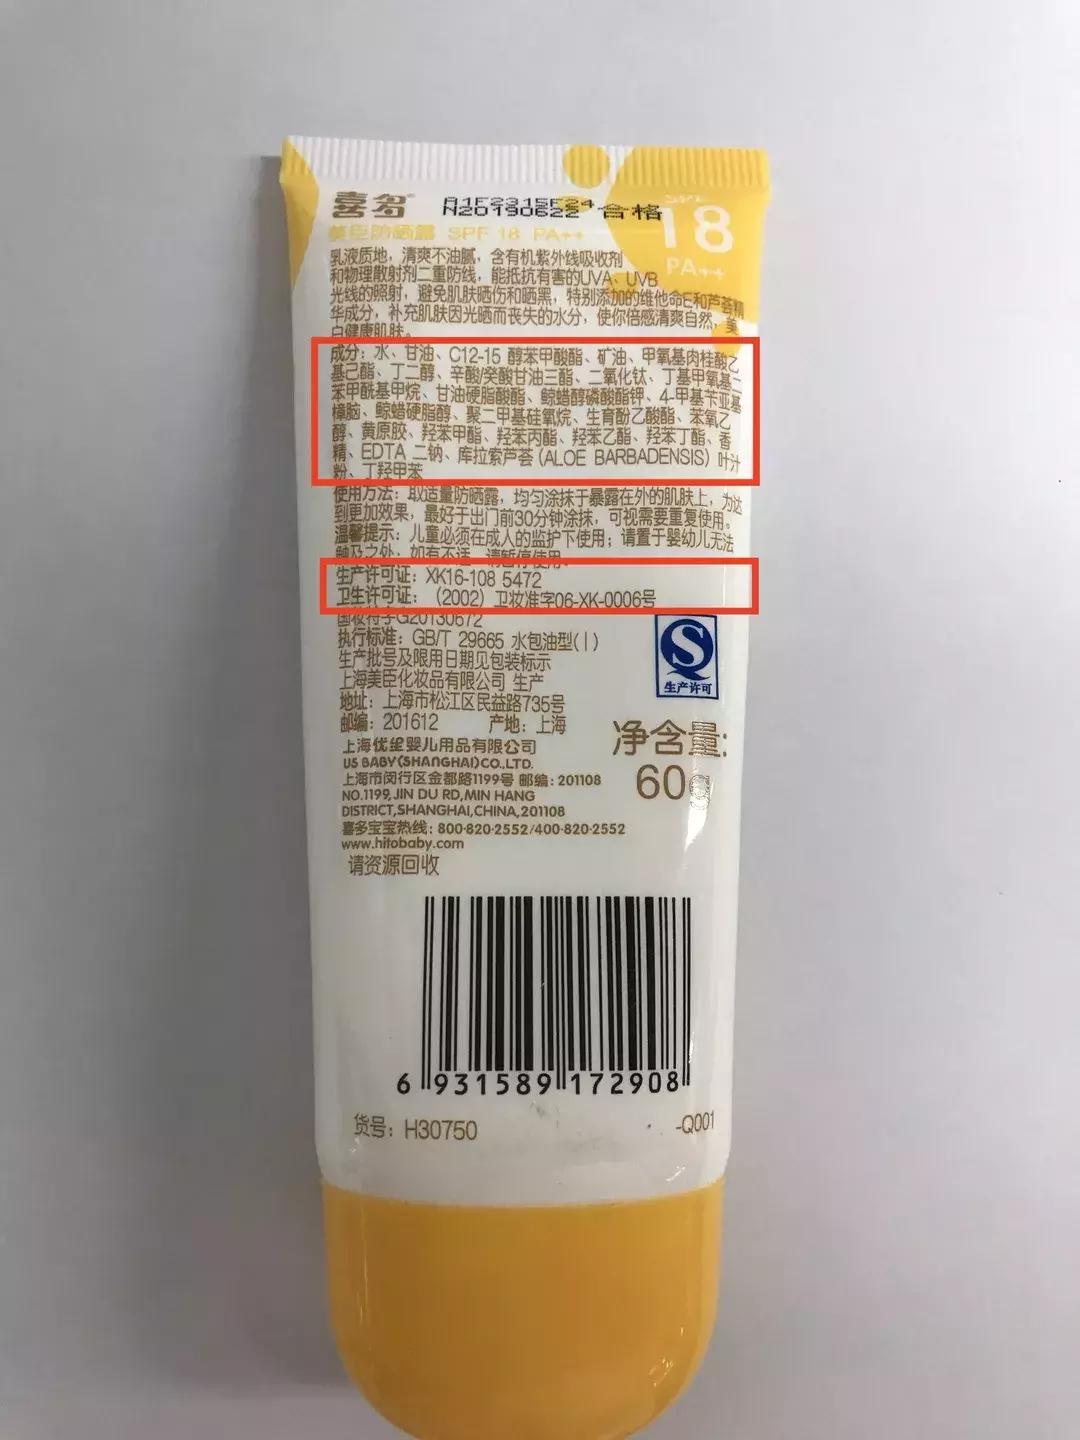 喜多®
N20190622 合格
美臣防晒露 SPF 18 PA++
18
PA++
乳液质地，清爽不油腻，含有机紫外线吸收剂
和物理散射剂二重防线，能抵抗有害的UVA、UVB
光线的照射，避免肌肤晒伤和晒黑，特别添加的维他命E和芦荟精
华成分，补充肌肤因光晒而丧失的水分，使你倍感清爽自然，美
白健康肌肤。
成分：水、甘油、C12-15 醇苯甲酸酯、矿油、甲氧基肉桂酸乙
基己酯、丁二醇、辛酸/癸酸甘油三酯、二氧化钛、丁基甲氧基二
苯甲酰基甲烷、甘油硬脂酸酯、鲸蜡醇磷酸酯钾、4-甲基苄亚基
樟脑、鲸蜡硬脂醇、聚二甲基硅氧烷、生育酚乙酸酯、苯氧乙
醇、黄原胶、羟苯甲酯、羟苯丙酯、羟苯乙酯、羟苯丁酯、香
精、EDTA 二钠、库拉索芦荟 (ALOE BARBADENSIS) 叶汁
粉、丁羟甲苯
使用方法：取适量防晒露，均匀涂抹于暴露在外的肌肤上，为达
到更加效果，最好于出门前30分钟涂抹，可视需要重复使用。
温馨提示：儿童必须在成人的监护下使用；请置于婴幼儿无法
触及之处，如有不适，请暂停使用。
生产许可证：XK16-108 5472
卫生许可证：（2002）卫妆准字06-XK-0006号
国妆特字G20130672
执行标准：GB/T 29665 水包油型(Ⅰ)
生产批号及限用日期见包装标示
上海美臣化妆品有限公司 生产
地址：上海市松江区民益路735号
邮编：201612 产地：上海
生产许可
净含量:
60g
上海优生婴儿用品有限公司
US BABY(SHANGHAI)CO.,LTD.
上海市闵行区金都路1199号 邮编：201108
NO.1199,JIN DU RD,MIN HANG
DISTRICT,SHANGHAI,CHINA,201108
喜多宝宝热线：800-820-2552/400-820-2552
www.hitobaby.com
请资源回收
6 931589 172908
货号：H30750
-Q001